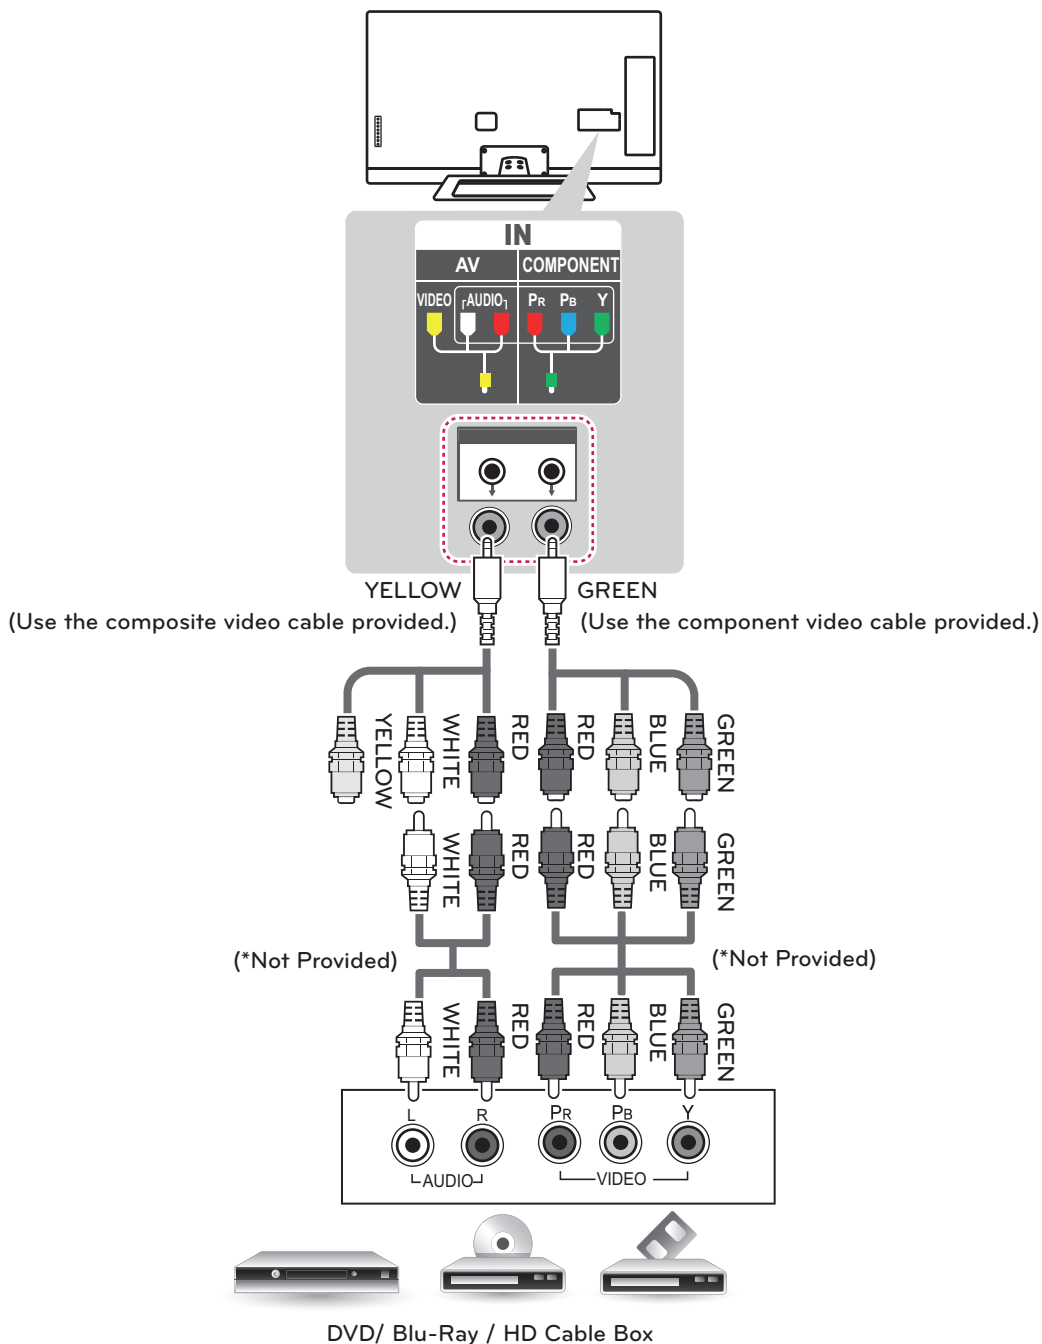 IN
AV COMPONENT
VIDEO AUDIO PR PB Y
YELLOW GREEN
(Use the composite video cable provided.) (Use the component video cable provided.)
YELLOW WHITE RED RED BLUE GREEN
WHITE RED RED BLUE GREEN
(*Not Provided) (*Not Provided)
WHITE RED RED BLUE GREEN
L R PR PB Y
AUDIO VIDEO
DVD/ Blu-Ray / HD Cable Box